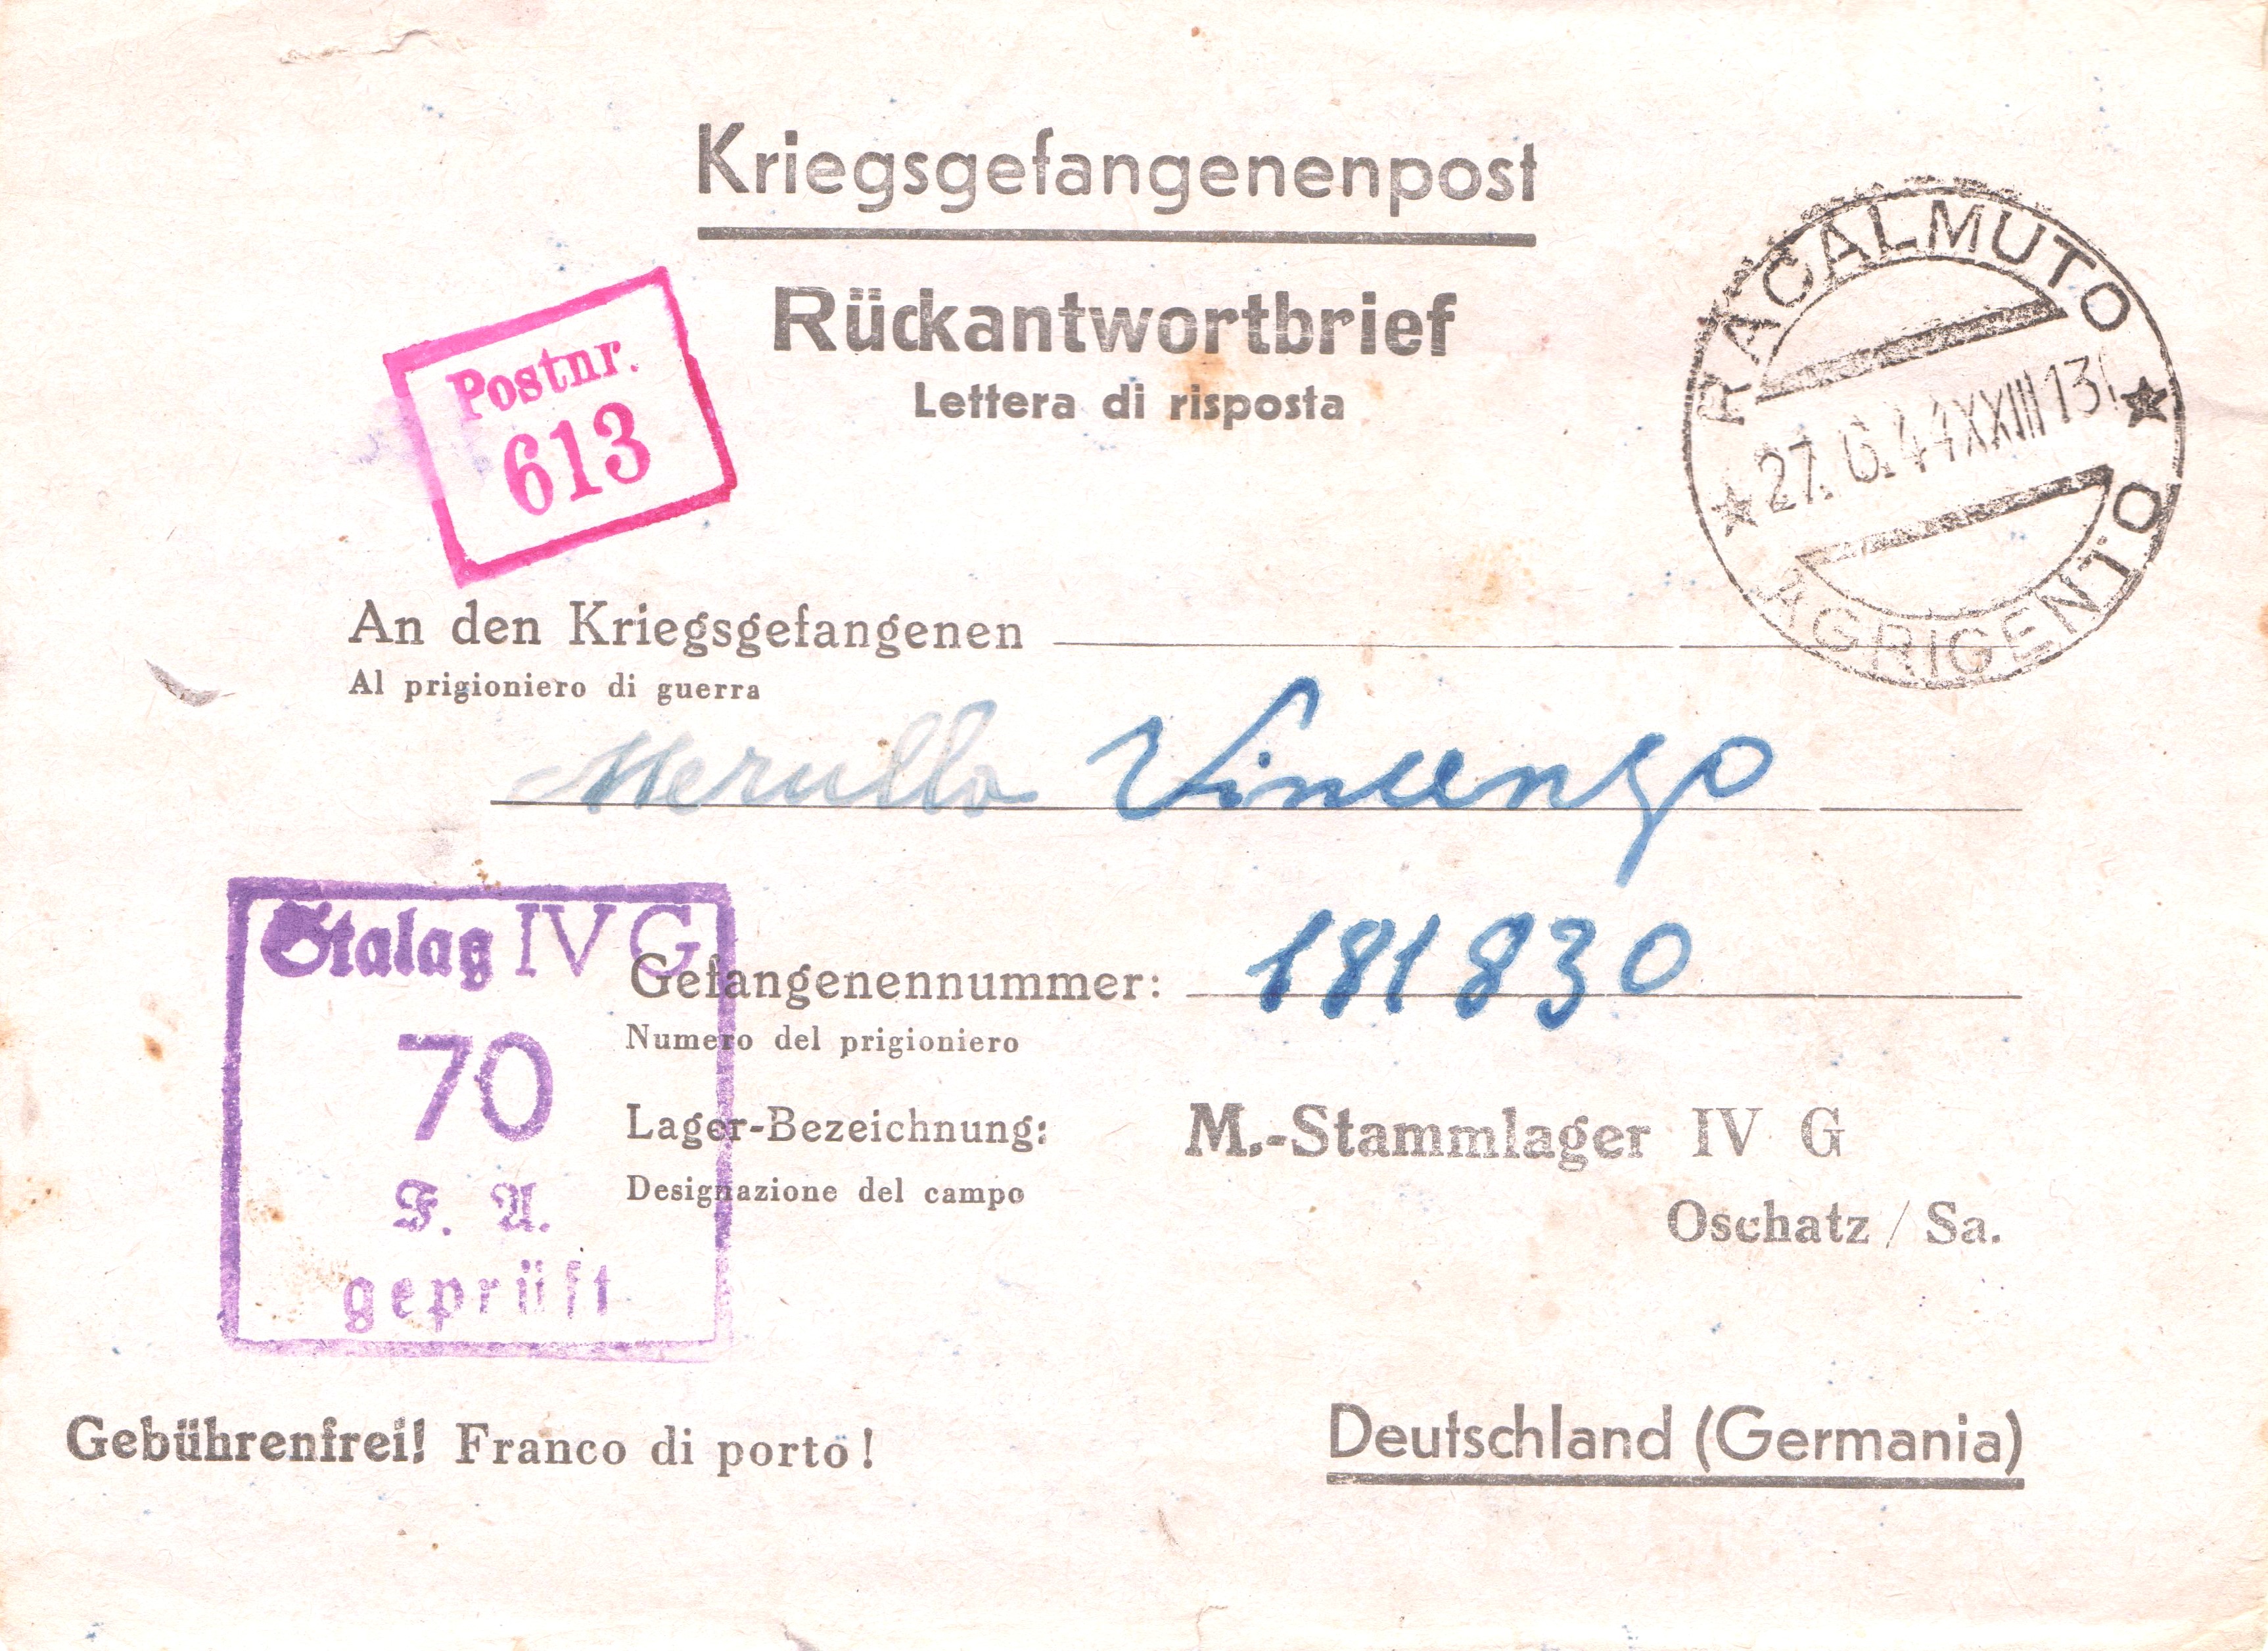 Kriegsgefangenenpost
Rückantwortbrief
Lettera di risposta
Postnr.
613
RACALMUTO
27.6.44 XXIII 13
AGRIGENTO
An den Kriegsgefangenen
Al prigioniero di guerra
Merullo Vincenzo
Stalag IV G
70
F. A.
geprüft
Gefangenennummer: 181830
Numero del prigioniero
Lager-Bezeichnung: M.-Stammlager IV G
Designazione del campo
Oschatz / Sa.
Gebührenfrei! Franco di porto!
Deutschland (Germania)